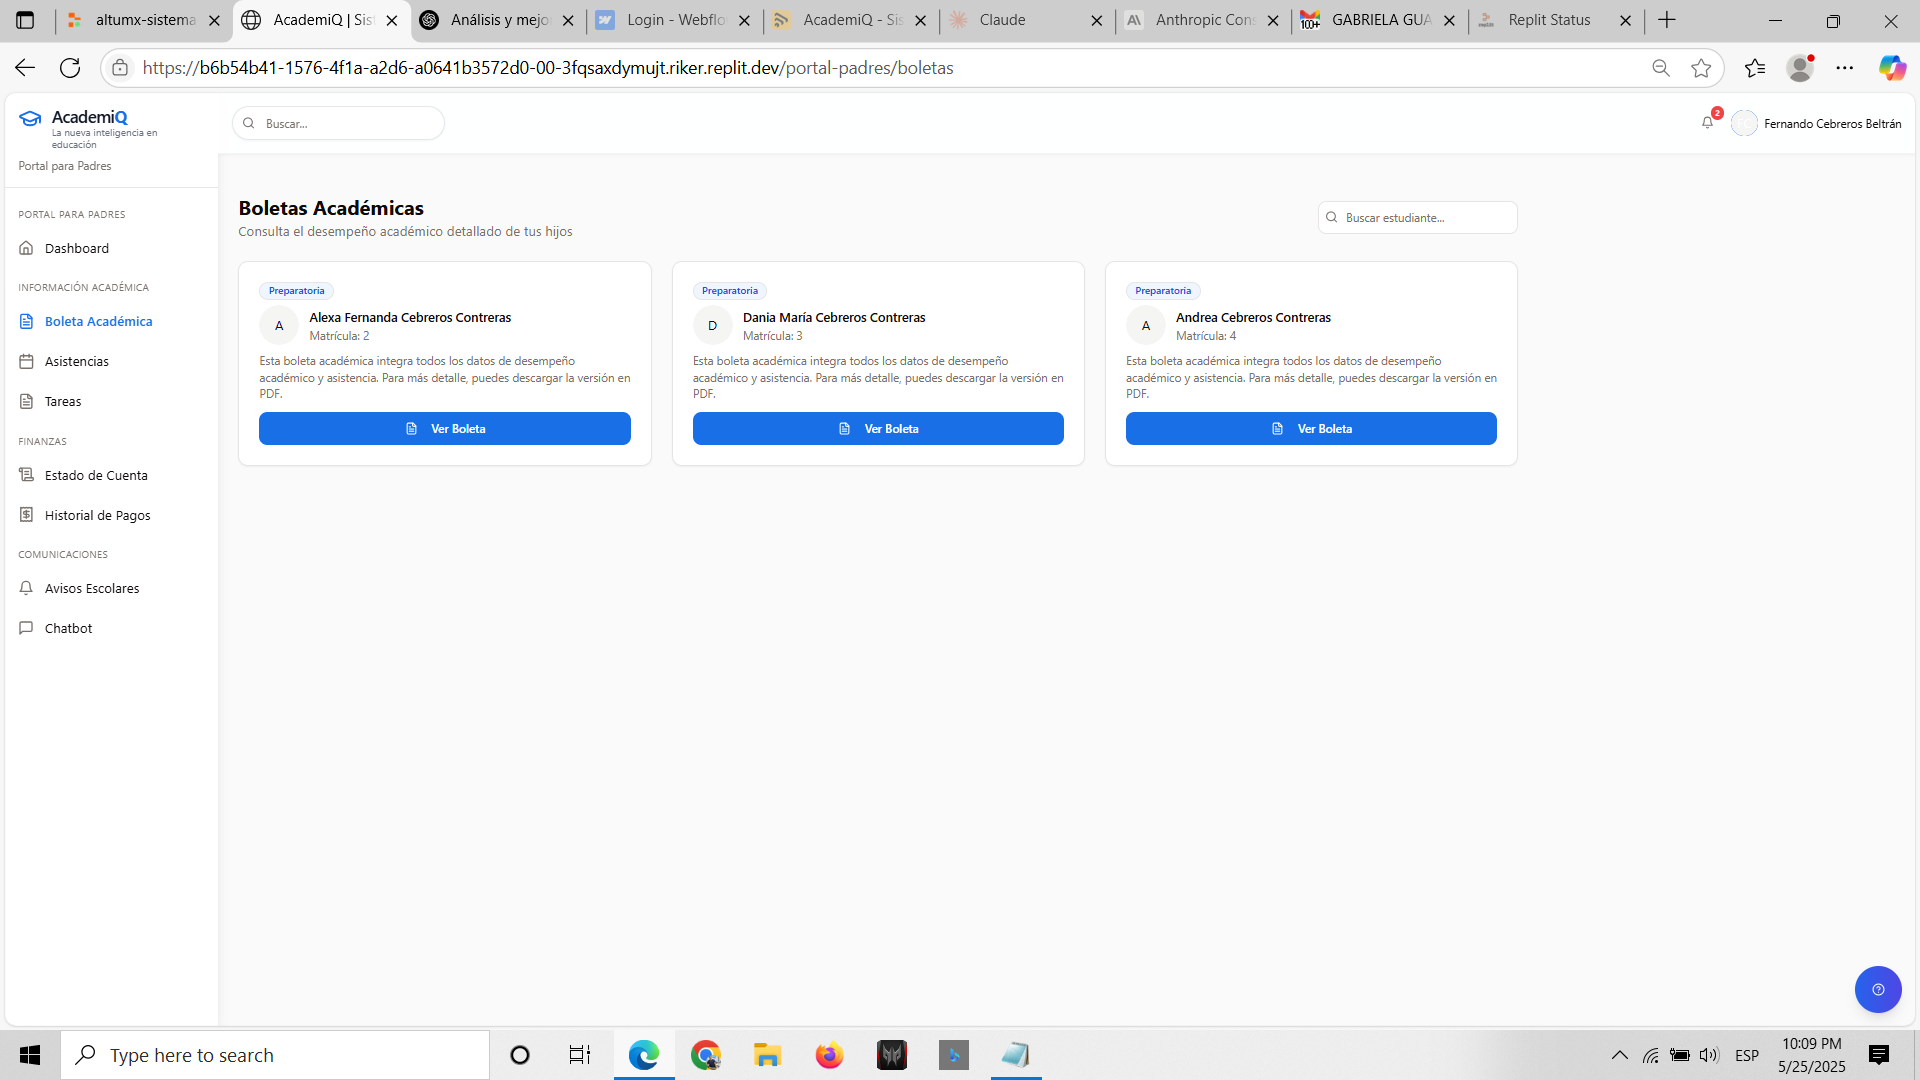 altumx-sistema
AcademiQ | Sist
Análisis y mejo
Login - Webflo
AcademiQ - Sis
Claude
Anthropic Cons
100+
GABRIELA GUA
Replit Status
https://b6b54b41-1576-4f1a-a2d6-a0641b3572d0-00-3fqsaxdymujt.riker.replit.dev/portal-padres/boletas
AcademiQ
La nueva inteligencia en
educación
Portal para Padres
Buscar...
2
Fernando Cebreros Beltrán
PORTAL PARA PADRES
Dashboard
INFORMACIÓN ACADÉMICA
Boleta Académica
Asistencias
Tareas
FINANZAS
Estado de Cuenta
Historial de Pagos
COMUNICACIONES
Avisos Escolares
Chatbot
Boletas Académicas
Consulta el desempeño académico detallado de tus hijos
Buscar estudiante...
Preparatoria
A
Alexa Fernanda Cebreros Contreras
Matrícula: 2
Esta boleta académica integra todos los datos de desempeño
académico y asistencia. Para más detalle, puedes descargar la versión en
PDF.
Ver Boleta
Preparatoria
D
Dania María Cebreros Contreras
Matrícula: 3
Esta boleta académica integra todos los datos de desempeño
académico y asistencia. Para más detalle, puedes descargar la versión en
PDF.
Ver Boleta
Preparatoria
A
Andrea Cebreros Contreras
Matrícula: 4
Esta boleta académica integra todos los datos de desempeño
académico y asistencia. Para más detalle, puedes descargar la versión en
PDF.
Ver Boleta
Type here to search
ESP
10:09 PM
5/25/2025